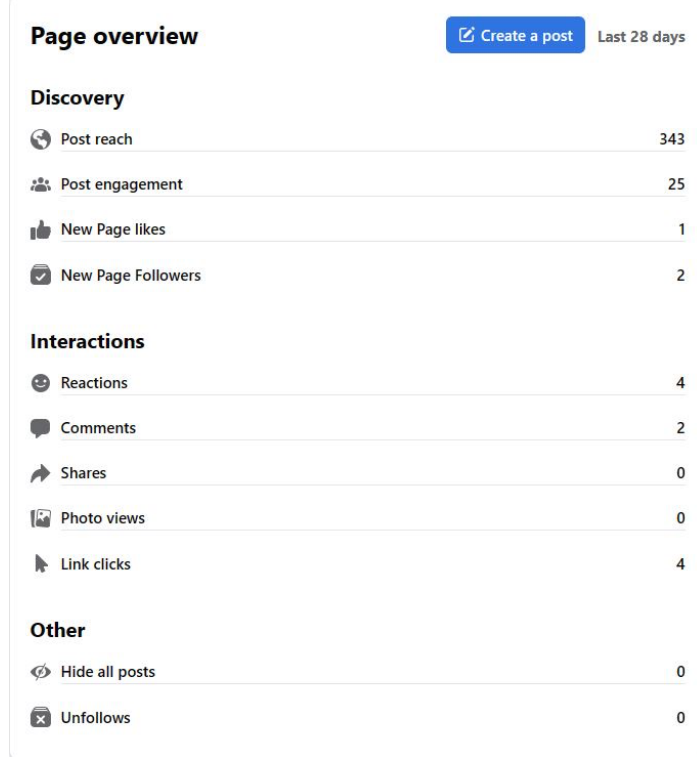 Page overview
Create a post
Last 28 days
Discovery
Post reach 343
Post engagement 25
New Page likes 1
New Page Followers 2
Interactions
Reactions 4
Comments 2
Shares 0
Photo views 0
Link clicks 4
Other
Hide all posts 0
Unfollows 0